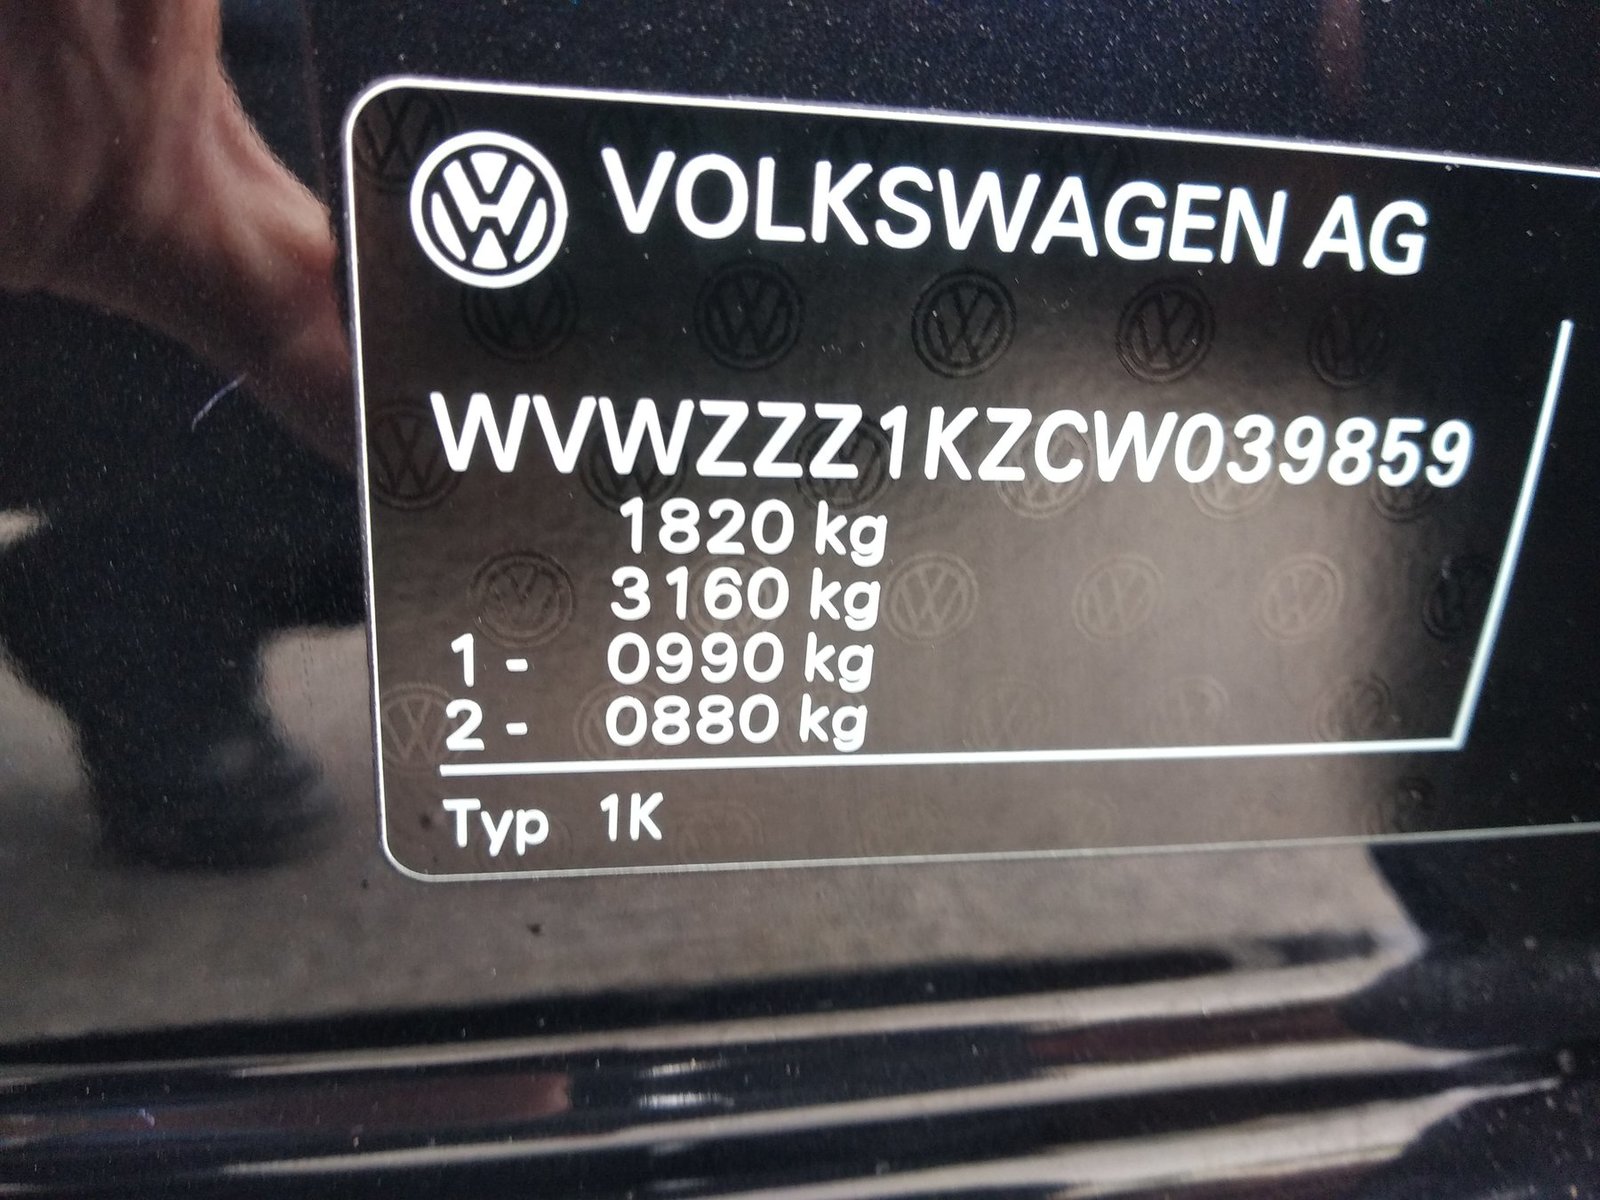 VOLKSWAGEN AG
WVWZZZ1KZCW039859
1820 kg
3160 kg
1 - 0990 kg
2 - 0880 kg
Typ 1K